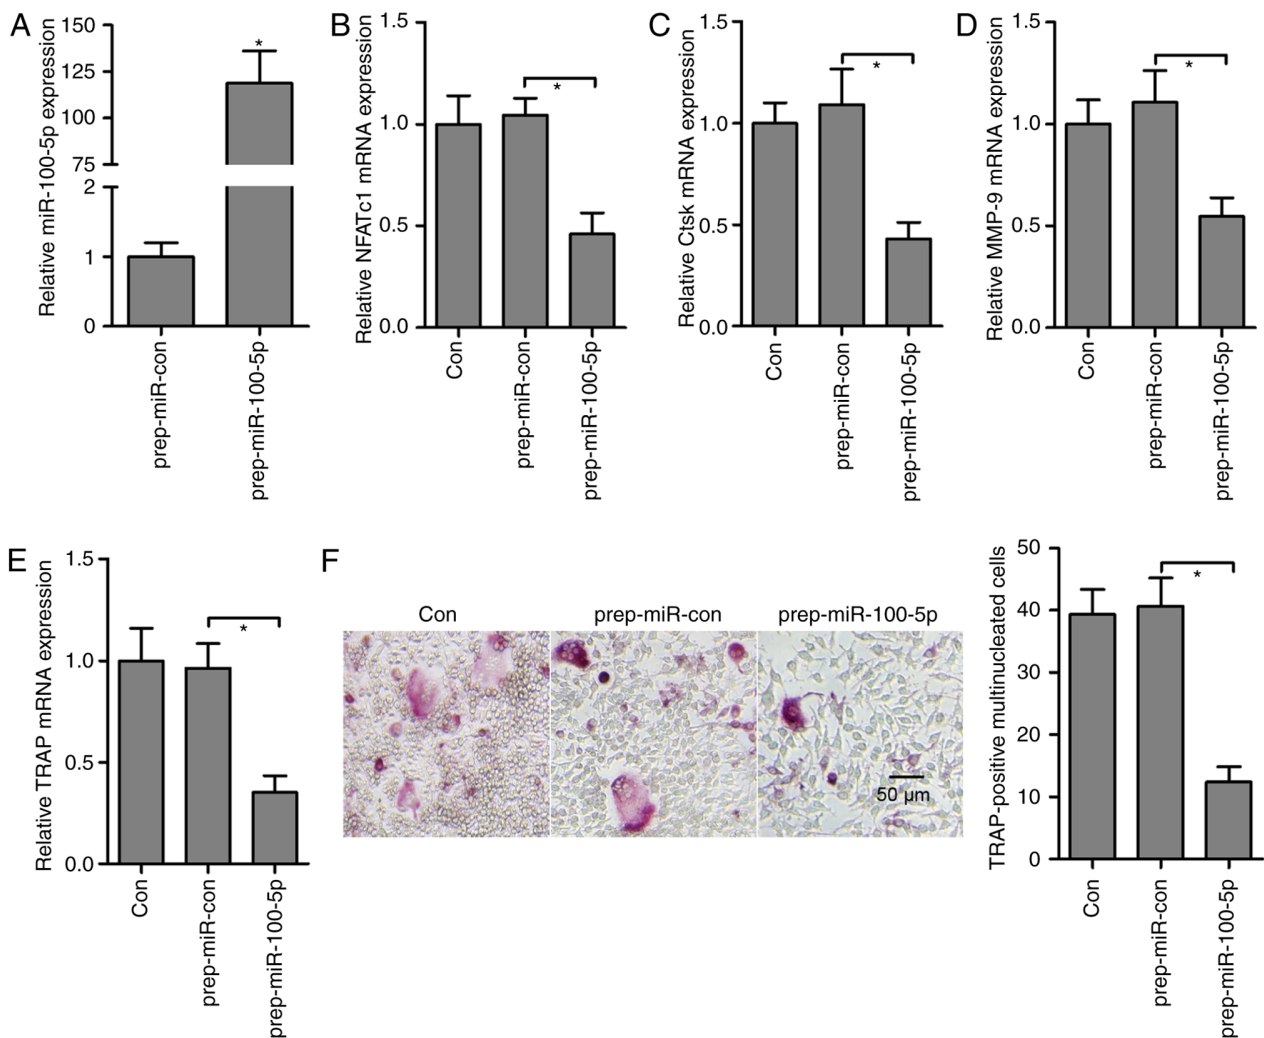 A
Relative miR-100-5p expression
150
125
100
75
2
1
0
*
prep-miR-con
prep-miR-100-5p
B
Relative NFATc1 mRNA expression
1.5
1.0
0.5
0.0
*
Con
prep-miR-con
prep-miR-100-5p
C
Relative Ctsk mRNA expression
1.5
1.0
0.5
0.0
*
Con
prep-miR-con
prep-miR-100-5p
D
Relative MMP-9 mRNA expression
1.5
1.0
0.5
0.0
*
Con
prep-miR-con
prep-miR-100-5p
E
Relative TRAP mRNA expression
1.5
1.0
0.5
0.0
*
Con
prep-miR-con
prep-miR-100-5p
F
Con
prep-miR-con
prep-miR-100-5p
50 µm
TRAP-positive multinucleated cells
50
40
30
20
10
0
*
Con
prep-miR-con
prep-miR-100-5p